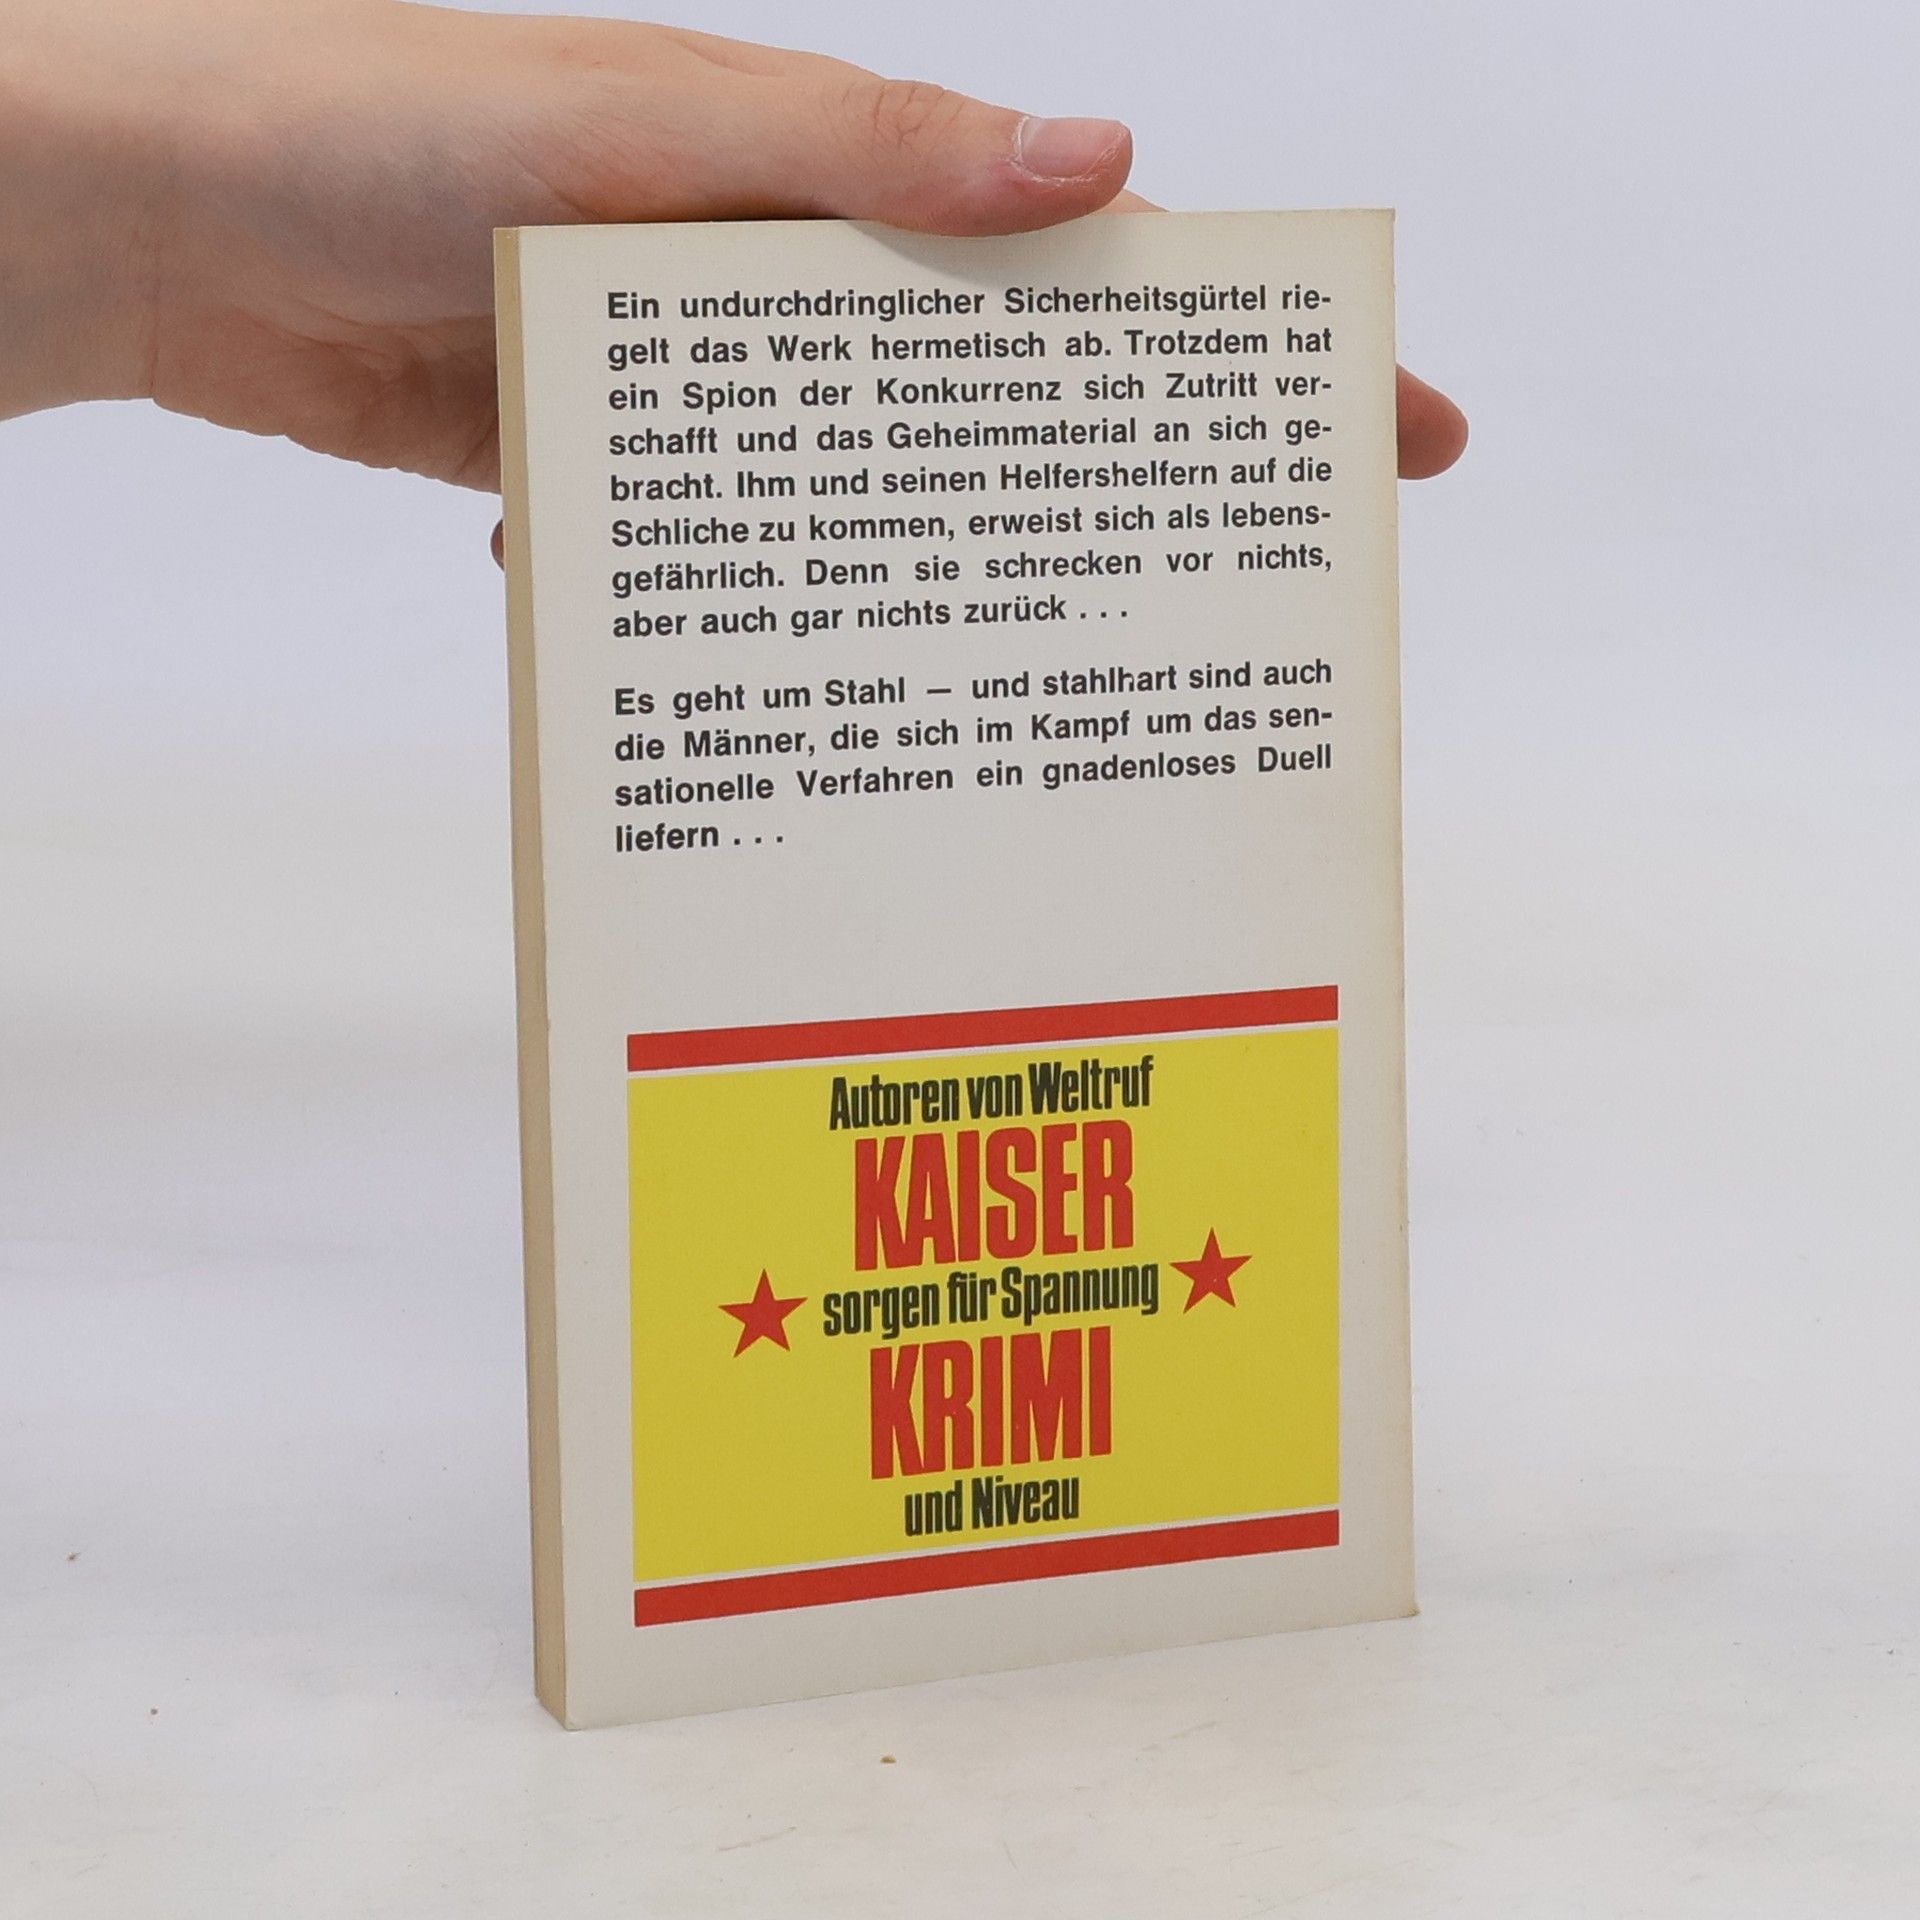 Ein undurchdringlicher Sicherheitsgürtel rie-
gelt das Werk hermetisch ab. Trotzdem hat
ein Spion der Konkurrenz sich Zutritt ver-
schafft und das Geheimmaterial an sich ge-
bracht. Ihm und seinen Helfershelfern auf die
Schliche zu kommen, erweist sich als lebens-
gefährlich. Denn sie schrecken vor nichts,
aber auch gar nichts zurück . . .
Es geht um Stahl — und stahlhart sind auch
die Männer, die sich im Kampf um das sen-
sationelle Verfahren ein gnadenloses Duell
liefern . . .
Autoren von Weltruf
KAISER
sorgen für Spannung
KRIMI
und Niveau